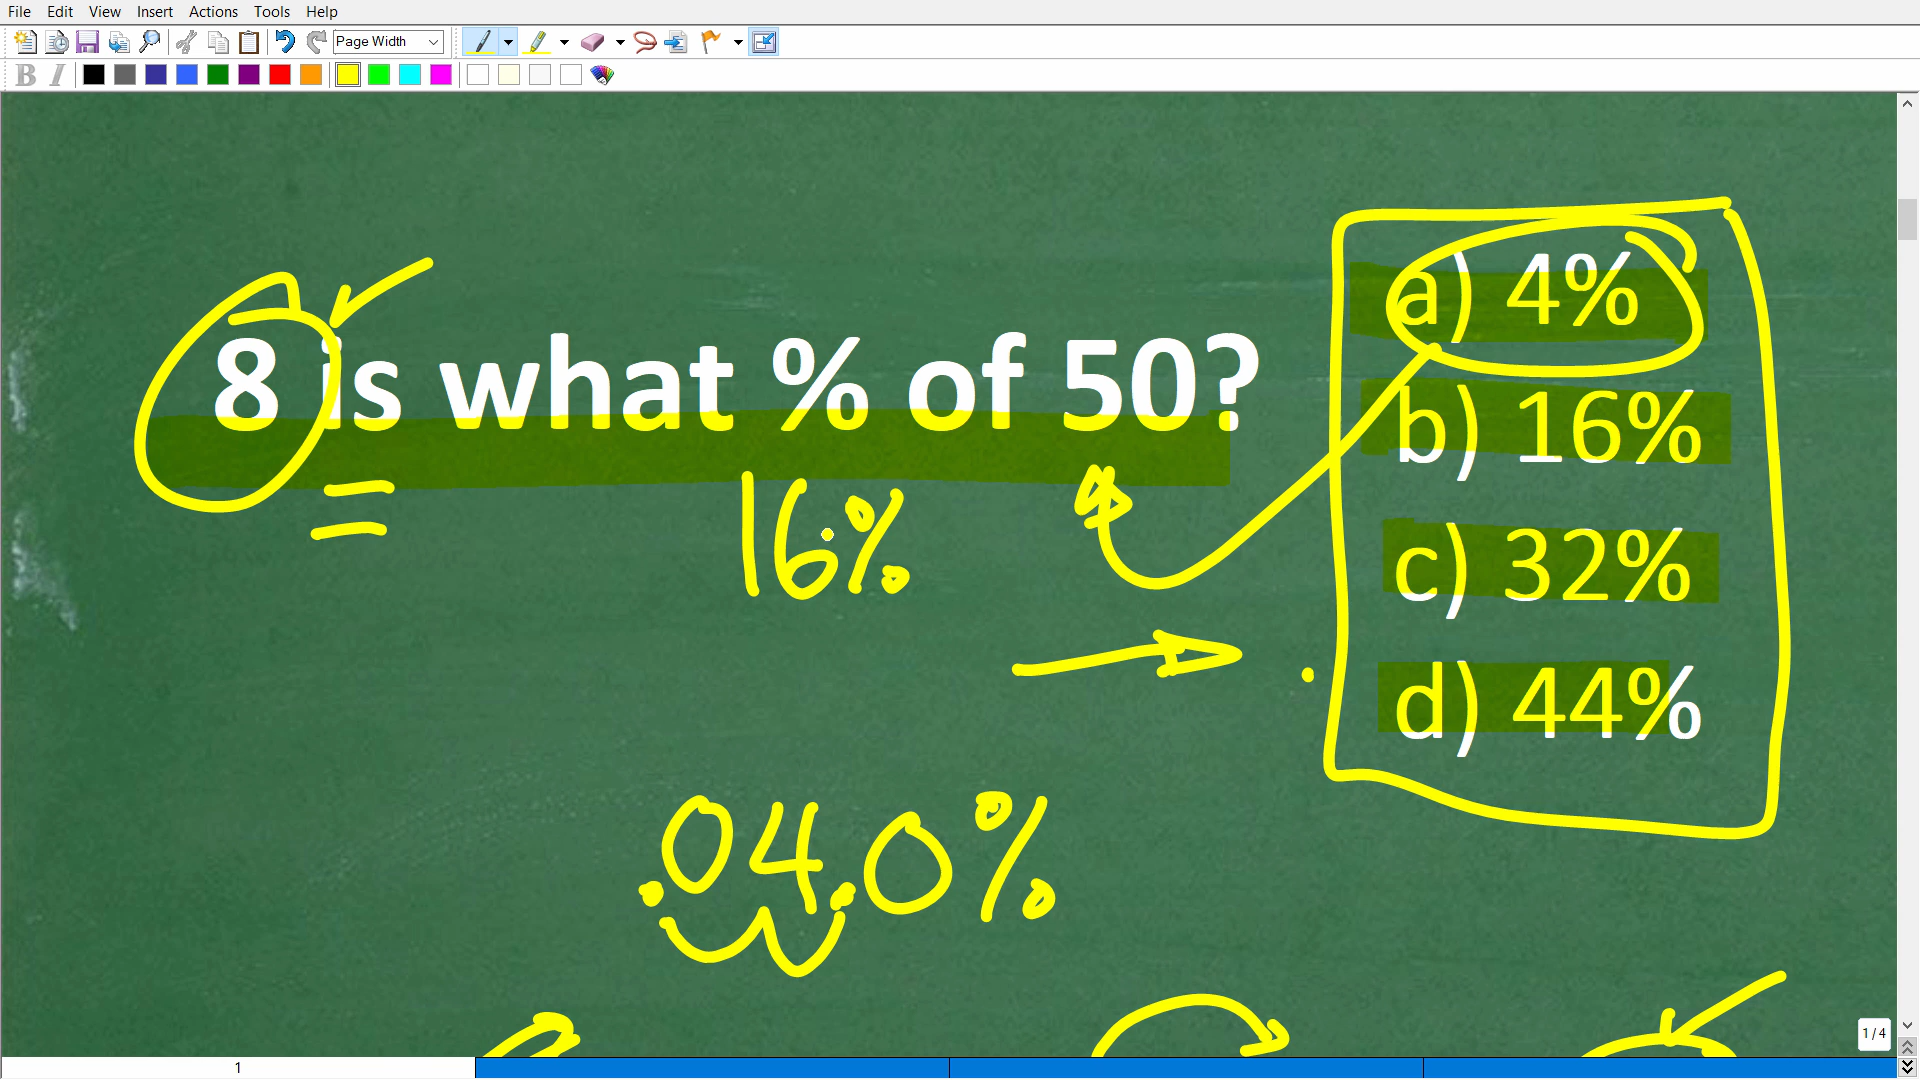 File Edit View Insert Actions Tools Help
Page Width
B I
8 is what % of 50?
a) 4%
b) 16%
c) 32%
d) 44%
16%
.04.0%
1 / 4
1